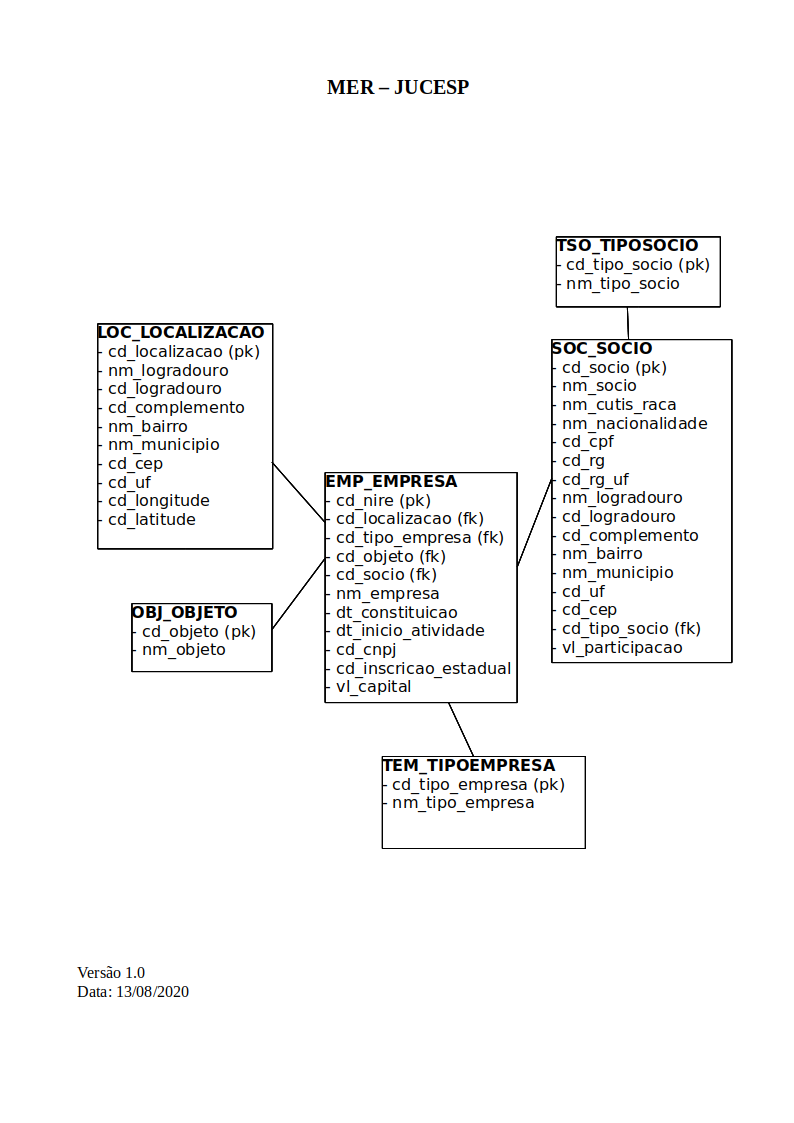 MER – JUCESP
TSO_TIPOSOCIO
- cd_tipo_socio (pk)
- nm_tipo_socio
LOC_LOCALIZACAO
- cd_localizacao (pk)
- nm_logradouro
- cd_logradouro
- cd_complemento
- nm_bairro
- nm_municipio
- cd_cep
- cd_uf
- cd_longitude
- cd_latitude
SOC_SOCIO
- cd_socio (pk)
- nm_socio
- nm_cutis_raca
- nm_nacionalidade
- cd_cpf
- cd_rg
- cd_rg_uf
- nm_logradouro
- cd_logradouro
- cd_complemento
- nm_bairro
- nm_municipio
- cd_uf
- cd_cep
- cd_tipo_socio (fk)
- vl_participacao
EMP_EMPRESA
- cd_nire (pk)
- cd_localizacao (fk)
- cd_tipo_empresa (fk)
- cd_objeto (fk)
- cd_socio (fk)
- nm_empresa
- dt_constituicao
- dt_inicio_atividade
- cd_cnpj
- cd_inscricao_estadual
- vl_capital
OBJ_OBJETO
- cd_objeto (pk)
- nm_objeto
TEM_TIPOEMPRESA
- cd_tipo_empresa (pk)
- nm_tipo_empresa
Versão 1.0
Data: 13/08/2020